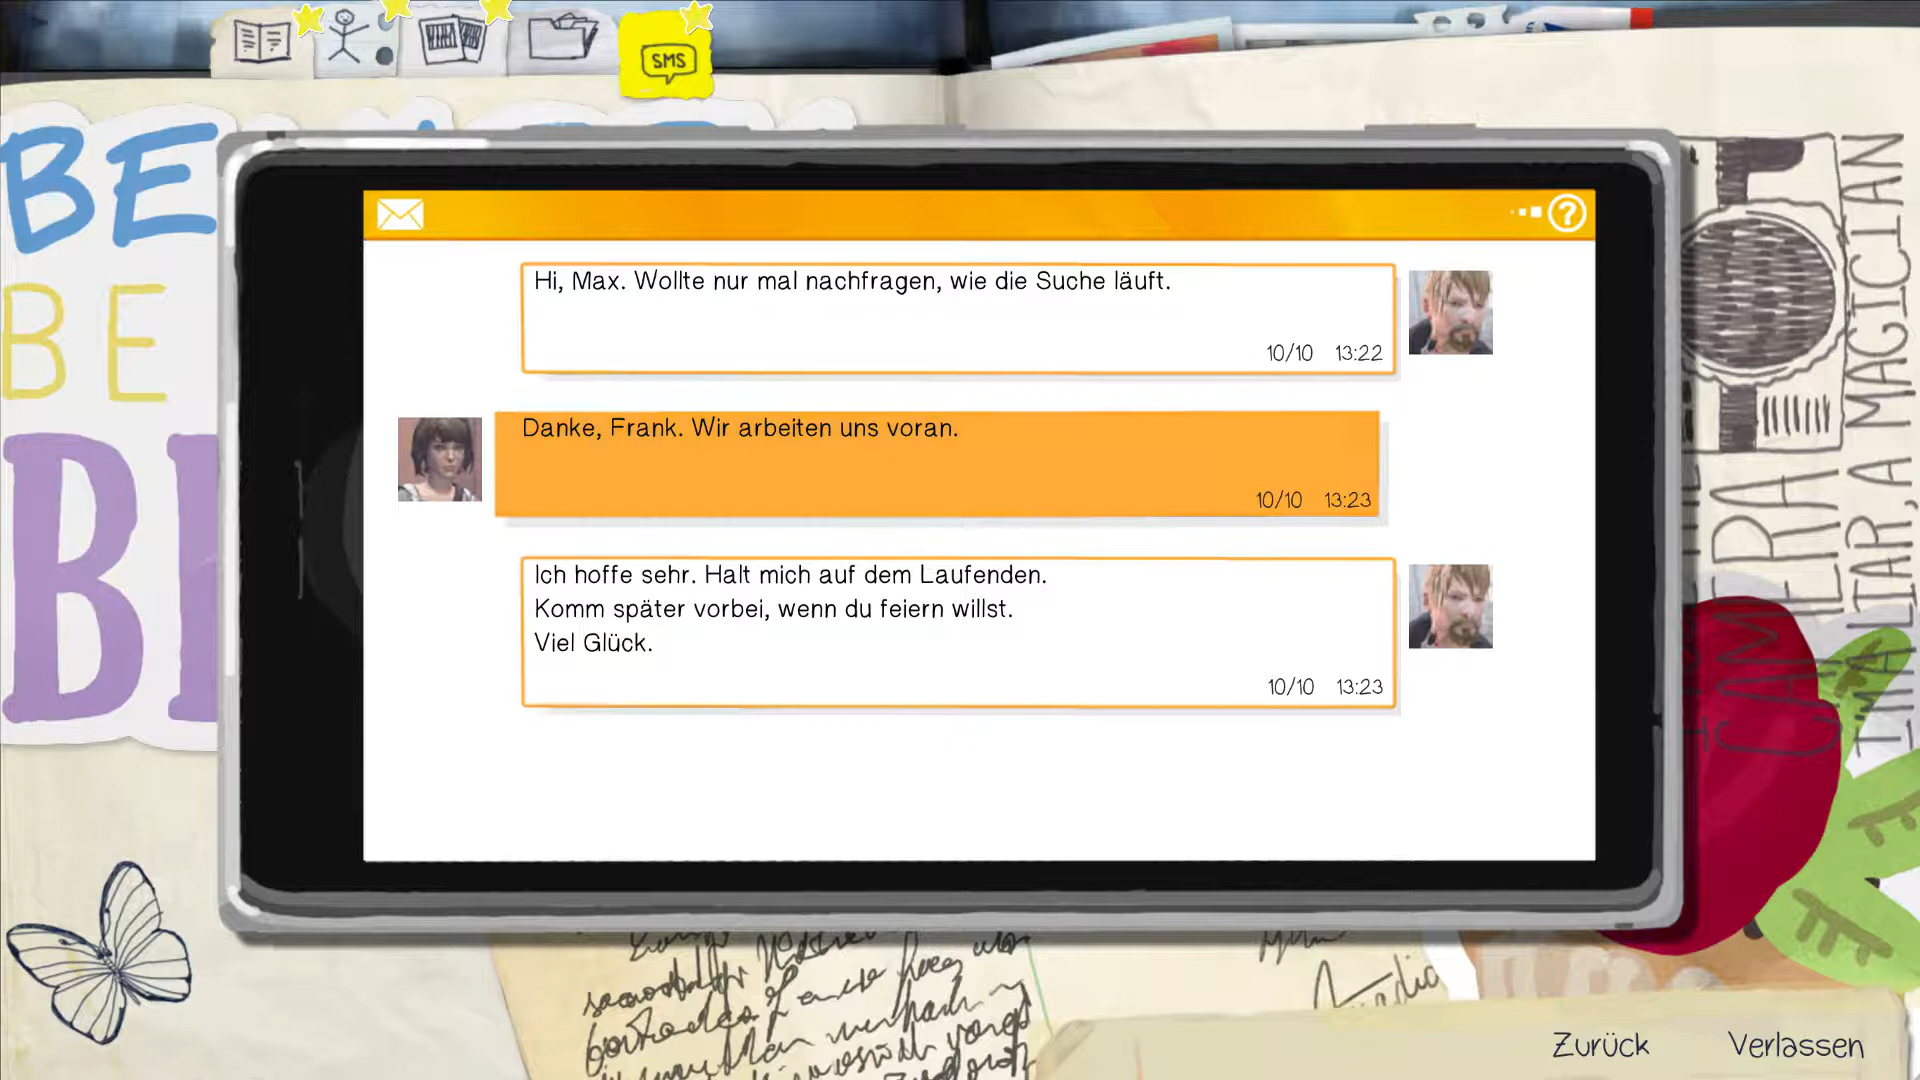 SMS
Hi, Max. Wollte nur mal nachfragen, wie die Suche läuft.
10/10 13:22
Danke, Frank. Wir arbeiten uns voran.
10/10 13:23
Ich hoffe sehr. Halt mich auf dem Laufenden.
Komm später vorbei, wenn du feiern willst.
Viel Glück.
10/10 13:23
BE
BE
LIAR, A MAGICIAN
Zurück
Verlassen